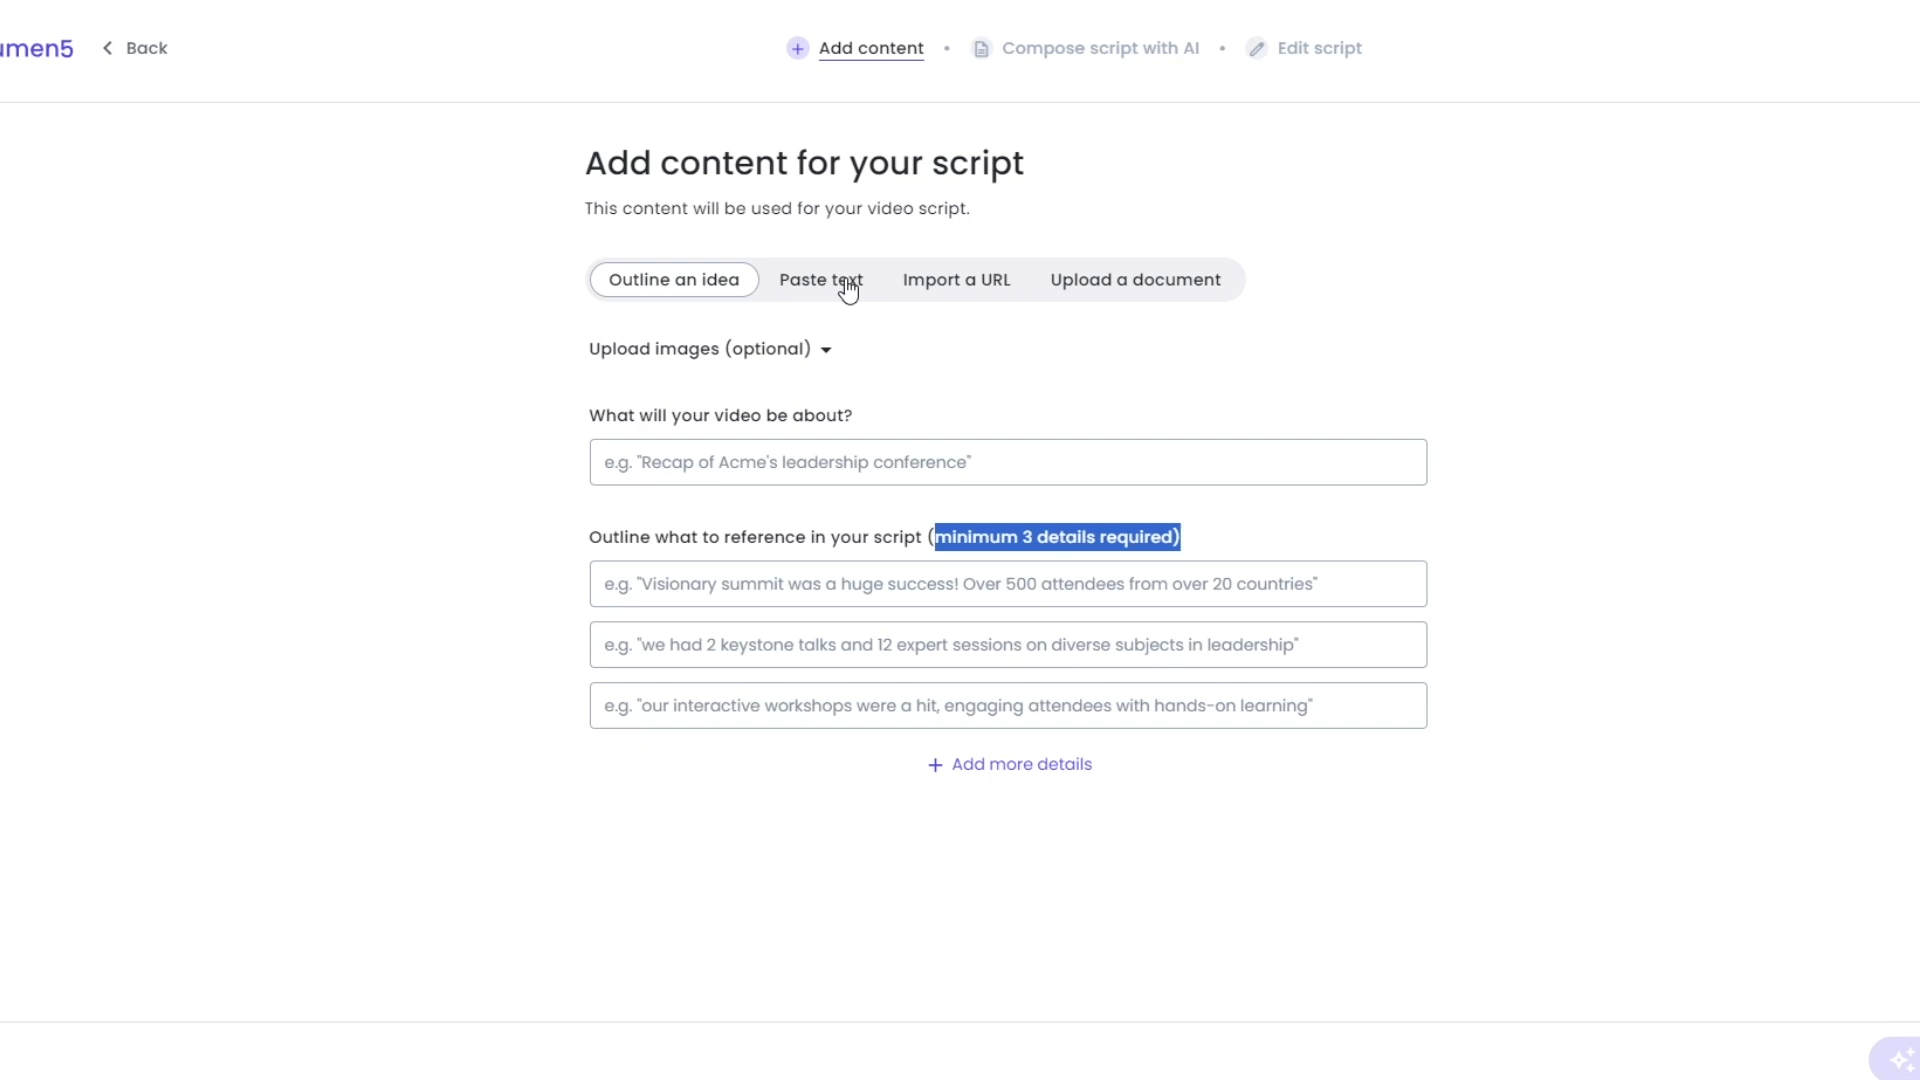 umen5
Back
Add content • Compose script with AI • Edit script
Add content for your script
This content will be used for your video script.
Outline an idea Paste text Import a URL Upload a document
Upload images (optional)
What will your video be about?
e.g. "Recap of Acme's leadership conference"
Outline what to reference in your script (minimum 3 details required)
e.g. "Visionary summit was a huge success! Over 500 attendees from over 20 countries"
e.g. "we had 2 keystone talks and 12 expert sessions on diverse subjects in leadership"
e.g. "our interactive workshops were a hit, engaging attendees with hands-on learning"
+ Add more details